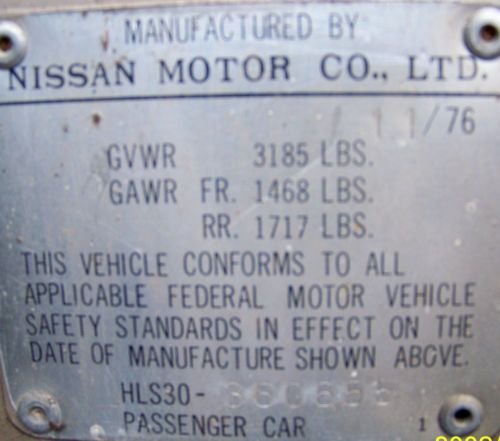 MANUFACTURED BY
NISSAN MOTOR CO., LTD.
11/76
GVWR 3185 LBS.
GAWR FR. 1468 LBS.
RR. 1717 LBS.
THIS VEHICLE CONFORMS TO ALL
APPLICABLE FEDERAL MOTOR VEHICLE
SAFETY STANDARDS IN EFFECT ON THE
DATE OF MANUFACTURE SHOWN ABOVE.
HLS30-
PASSENGER CAR 1